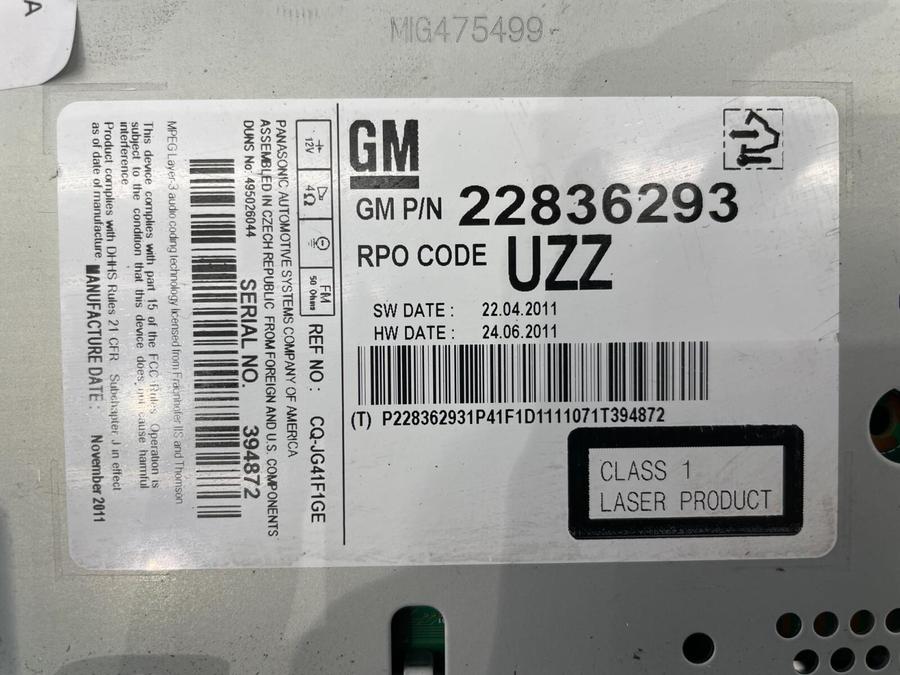 A
MIG475499
GM
GM P/N 22836293
RPO CODE UZZ
SW DATE : 22.04.2011
HW DATE : 24.06.2011
(T) P228362931P41F1D1111071T394872
CLASS 1
LASER PRODUCT
+ 12V
4Ω
FM
50 Ohms
REF NO : CQ-JG41F1GE
PANASONIC AUTOMOTIVE SYSTEMS COMPANY OF AMERICA
ASSEMBLED IN CZECH REPUBLIC FROM FOREIGN AND U.S. COMPONENTS
DUNS No: 495026044
SERIAL NO. 394872
MPEG Layer-3 audio coding technology licensed from Fraunhofer IIS and Thomson
This device complies with part 15 of the FCC Rules. Operation is
subject to the condition that this device does not cause harmful
interference
Product complies with DHHS Rules 21 CFR Subchapter J in effect
as of date of manufacture. MANUFACTURE DATE : November 2011